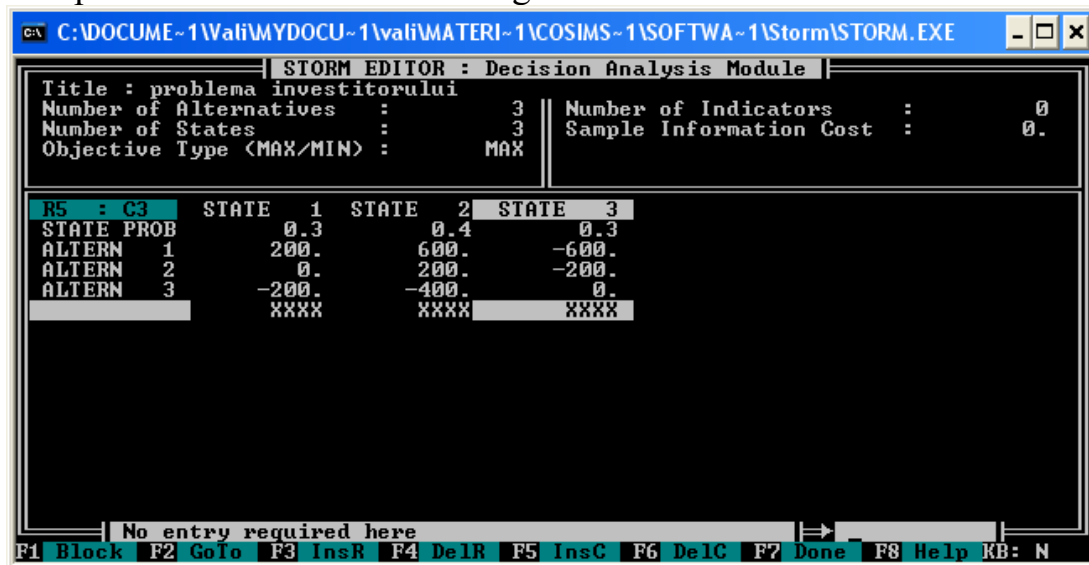 C:\DOCUME~1\Vali\MYDOCU~1\vali\MATERI~1\COSIMS~1\SOFTWA~1\Storm\STORM.EXE
STORM EDITOR : Decision Analysis Module
Title : problema investitorului
Number of Alternatives : 3 Number of Indicators : 0
Number of States : 3 Sample Information Cost : 0.
Objective Type (MAX/MIN) : MAX
R5 : C3 STATE 1 STATE 2 STATE 3
STATE PROB 0.3 0.4 0.3
ALTERN 1 200. 600. -600.
ALTERN 2 0. 200. -200.
ALTERN 3 -200. -400. 0.
XXXX XXXX XXXX
No entry required here
F1 Block F2 GoTo F3 InsR F4 DelR F5 InsC F6 DelC F7 Done F8 Help KB: N